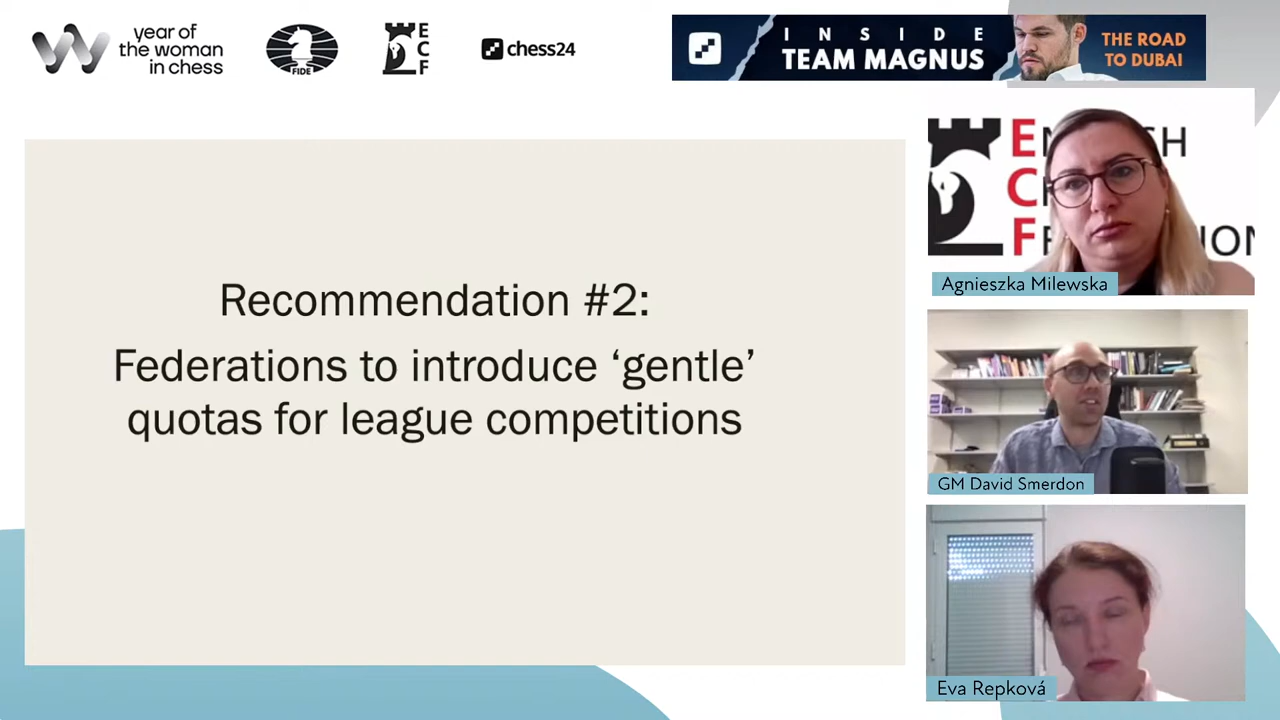 year of
the woman
in chess
FIDE
E
C
F
chess24
INSIDE
TEAM MAGNUS
THE ROAD
TO DUBAI
Recommendation #2:
Federations to introduce ‘gentle’
quotas for league competitions
E
C
F
Agnieszka Milewska
GM David Smerdon
Eva Repková